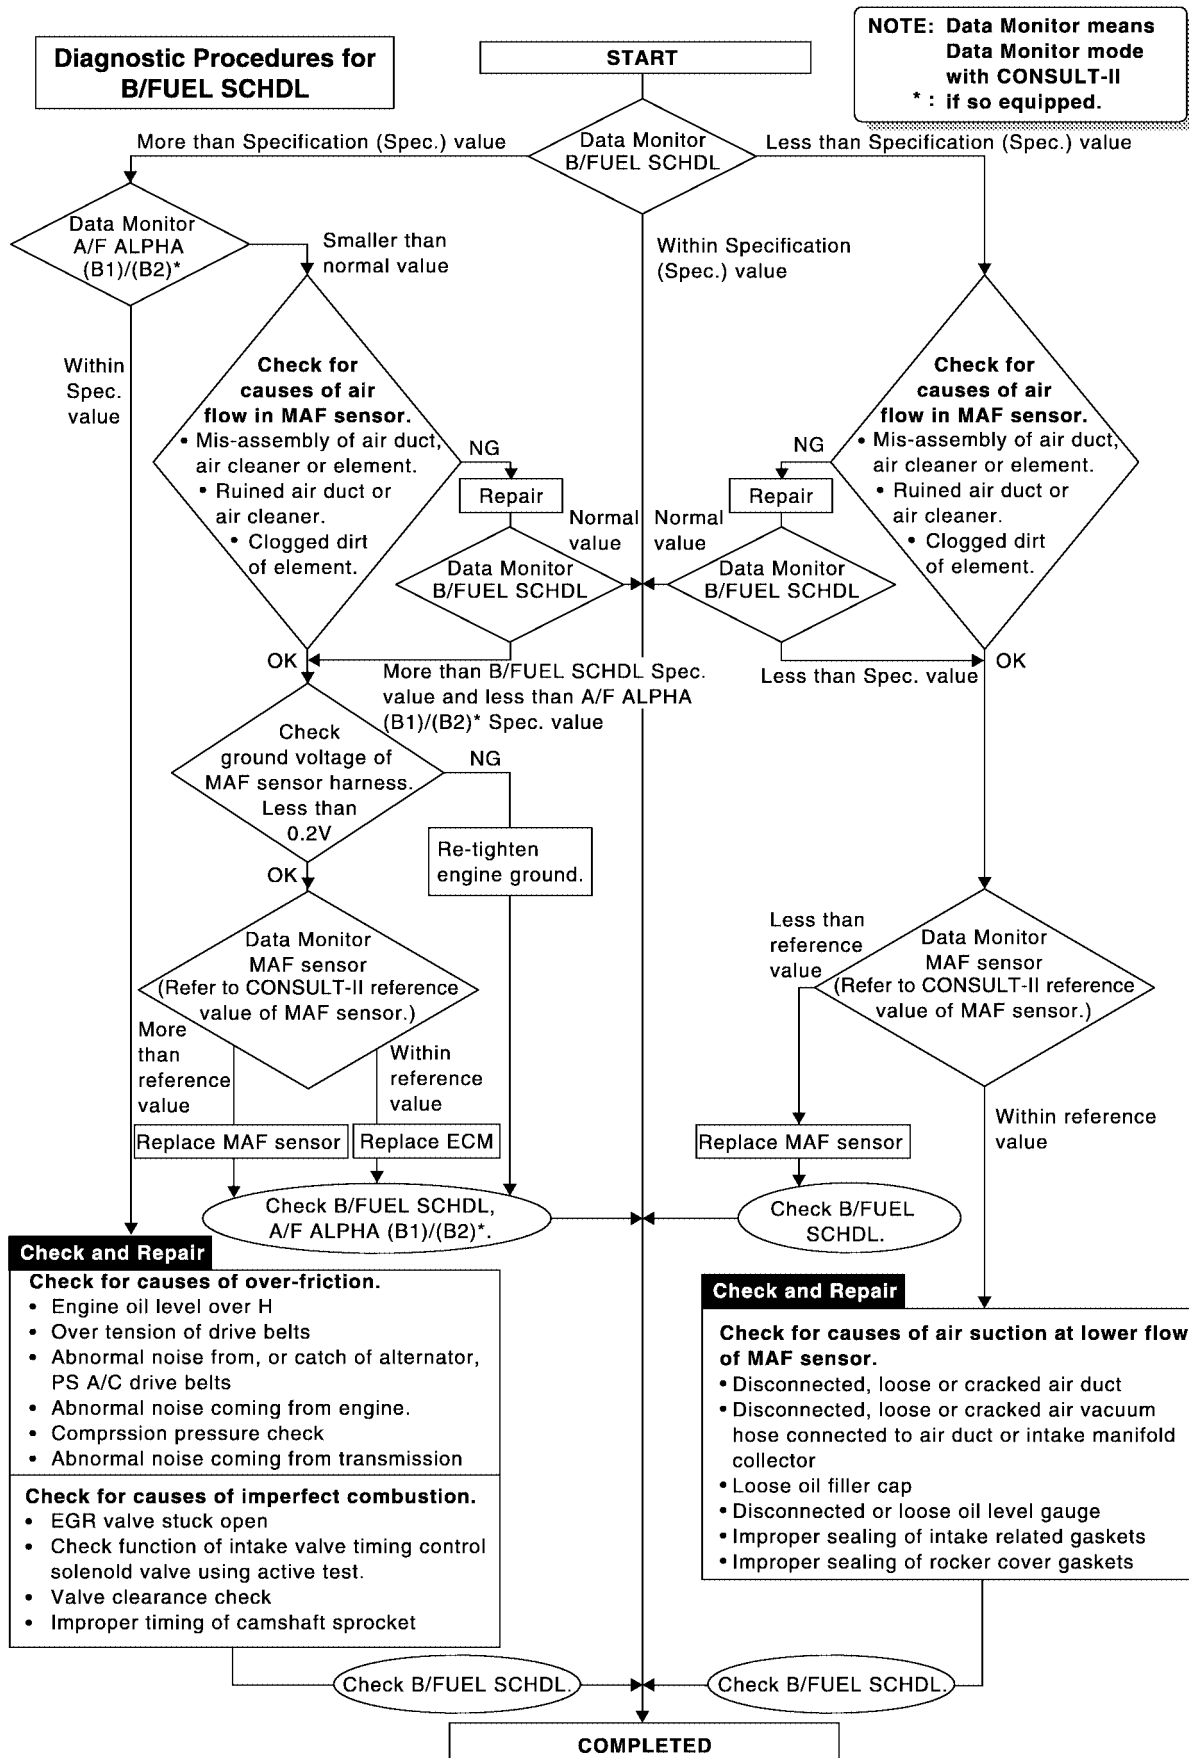 Diagnostic Procedures for
B/FUEL SCHDL
START
NOTE: Data Monitor means
Data Monitor mode
with CONSULT-II
* : if so equipped.
More than Specification (Spec.) value
Data Monitor
B/FUEL SCHDL
Less than Specification (Spec.) value
Data Monitor
A/F ALPHA
(B1)/(B2)*
Smaller than
normal value
Within Specification
(Spec.) value
Within
Spec.
value
Check for
causes of air
flow in MAF sensor.
• Mis-assembly of air duct,
air cleaner or element.
• Ruined air duct or
air cleaner.
• Clogged dirt
of element.
NG
Repair
Normal
value
Data Monitor
B/FUEL SCHDL
Normal
value
NG
Repair
Data Monitor
B/FUEL SCHDL
Check for
causes of air
flow in MAF sensor.
• Mis-assembly of air duct,
air cleaner or element.
• Ruined air duct or
air cleaner.
• Clogged dirt
of element.
OK
More than B/FUEL SCHDL Spec.
value and less than A/F ALPHA
(B1)/(B2)* Spec. value
Less than Spec. value
OK
Check
ground voltage of
MAF sensor harness.
Less than
0.2V
NG
Re-tighten
engine ground.
OK
Data Monitor
MAF sensor
(Refer to CONSULT-II reference
value of MAF sensor.)
Less than
reference
value
Data Monitor
MAF sensor
(Refer to CONSULT-II reference
value of MAF sensor.)
More
than
reference
value
Within
reference
value
Within reference
value
Replace MAF sensor
Replace ECM
Replace MAF sensor
Check B/FUEL SCHDL,
A/F ALPHA (B1)/(B2)*.
Check B/FUEL
SCHDL.
Check and Repair
Check for causes of over-friction.
• Engine oil level over H
• Over tension of drive belts
• Abnormal noise from, or catch of alternator,
PS A/C drive belts
• Abnormal noise coming from engine.
• Comprssion pressure check
• Abnormal noise coming from transmission
Check for causes of imperfect combustion.
• EGR valve stuck open
• Check function of intake valve timing control
solenold valve using active test.
• Valve clearance check
• Improper timing of camshaft sprocket
Check and Repair
Check for causes of air suction at lower flow
of MAF sensor.
• Disconnected, loose or cracked air duct
• Disconnected, loose or cracked air vacuum
hose connected to air duct or intake manifold
collector
• Loose oil filler cap
• Disconnected or loose oil level gauge
• Improper sealing of intake related gaskets
• Improper sealing of rocker cover gaskets
Check B/FUEL SCHDL.
Check B/FUEL SCHDL.
COMPLETED